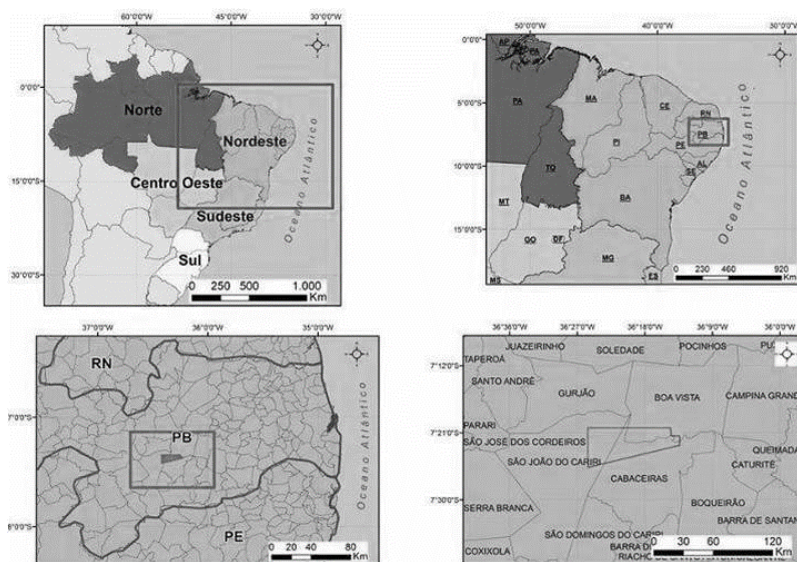 60°0'0"W 45°0'0"W 30°0'0"W
0°0'0"
15°0'0"S
30°0'0"S
Norte
Nordeste
Centro Oeste
Sudeste
Sul
Oceano Atlântico
0 250 500 1.000
Km
50°0'0"W 40°0'0"W 30°0'0"W
0°0'0"
5°0'0"S
10°0'0"S
15°0'0"S
AP
PA
PA
MA
CE
RN
PI
PB
PE
AL
SE
TO
BA
MT
GO
DF
MG
ES
MS
Oceano Atlântico
0 230 460 920
Km
37°0'0"W 36°0'0"W 35°0'0"W
7°0'0"S
8°0'0"S
RN
PB
PE
Oceano Atlântico
0 20 40 80
Km
36°36'0"W 36°27'0"W 36°18'0"W 36°9'0"W 36°0'0"W
7°12'0"S
7°21'0"S
7°30'0"S
JUAZEIRINHO SOLEDADE POCINHOS
TAPEROÁ
SANTO ANDRÉ
GURJÃO BOA VISTA CAMPINA GRAND
PARARI
SÃO JOSÉ DOS CORDEIROS
QUEIMADA
SÃO JOÃO DO CARIRI CATURITÉ
CABACEIRAS
SERRA BRANCA BOQUEIRÃO
BARRA DE SANTAN
SÃO DOMINGOS DO CARIRI
COXIXOLA BARRA DE
0 30 60 120
Km